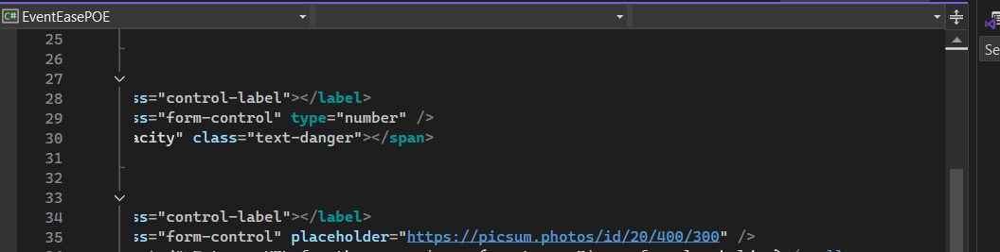 C# EventEasePOE
Se
25
26
27
28 ss="control-label"></label>
29 ss="form-control" type="number" />
30 acity" class="text-danger"></span>
31
32
33
34 ss="control-label"></label>
35 ss="form-control" placeholder="https://picsum.photos/id/20/400/300" />